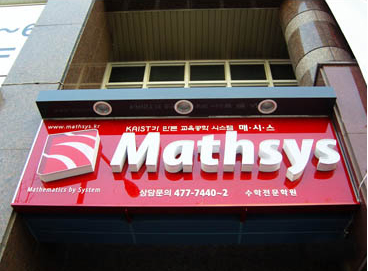 www.mathsys.kr
KAIST가 만든 교육공학 시스템 매·시·스
Mathsys
Mathematics by System
상담문의 477-7440~2 수학전문학원